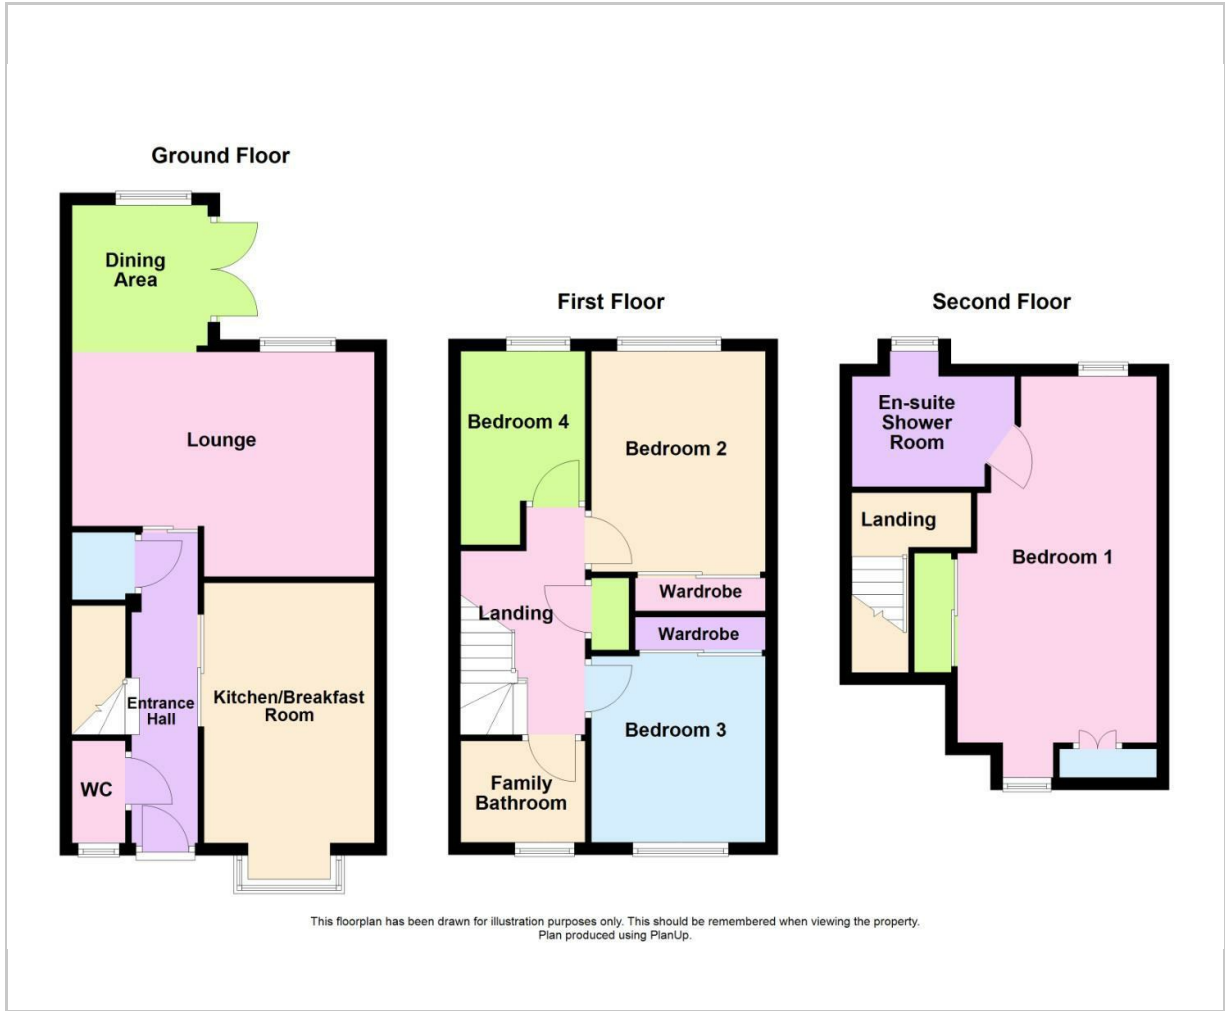 Ground Floor
Dining
Area
Lounge
Entrance
Hall
Kitchen/Breakfast
Room
WC
First Floor
Bedroom 4
Bedroom 2
Landing
Wardrobe
Wardrobe
Bedroom 3
Family
Bathroom
Second Floor
En-suite
Shower
Room
Landing
Bedroom 1
This floorplan has been drawn for illustration purposes only. This should be remembered when viewing the property.
Plan produced using PlanUp.